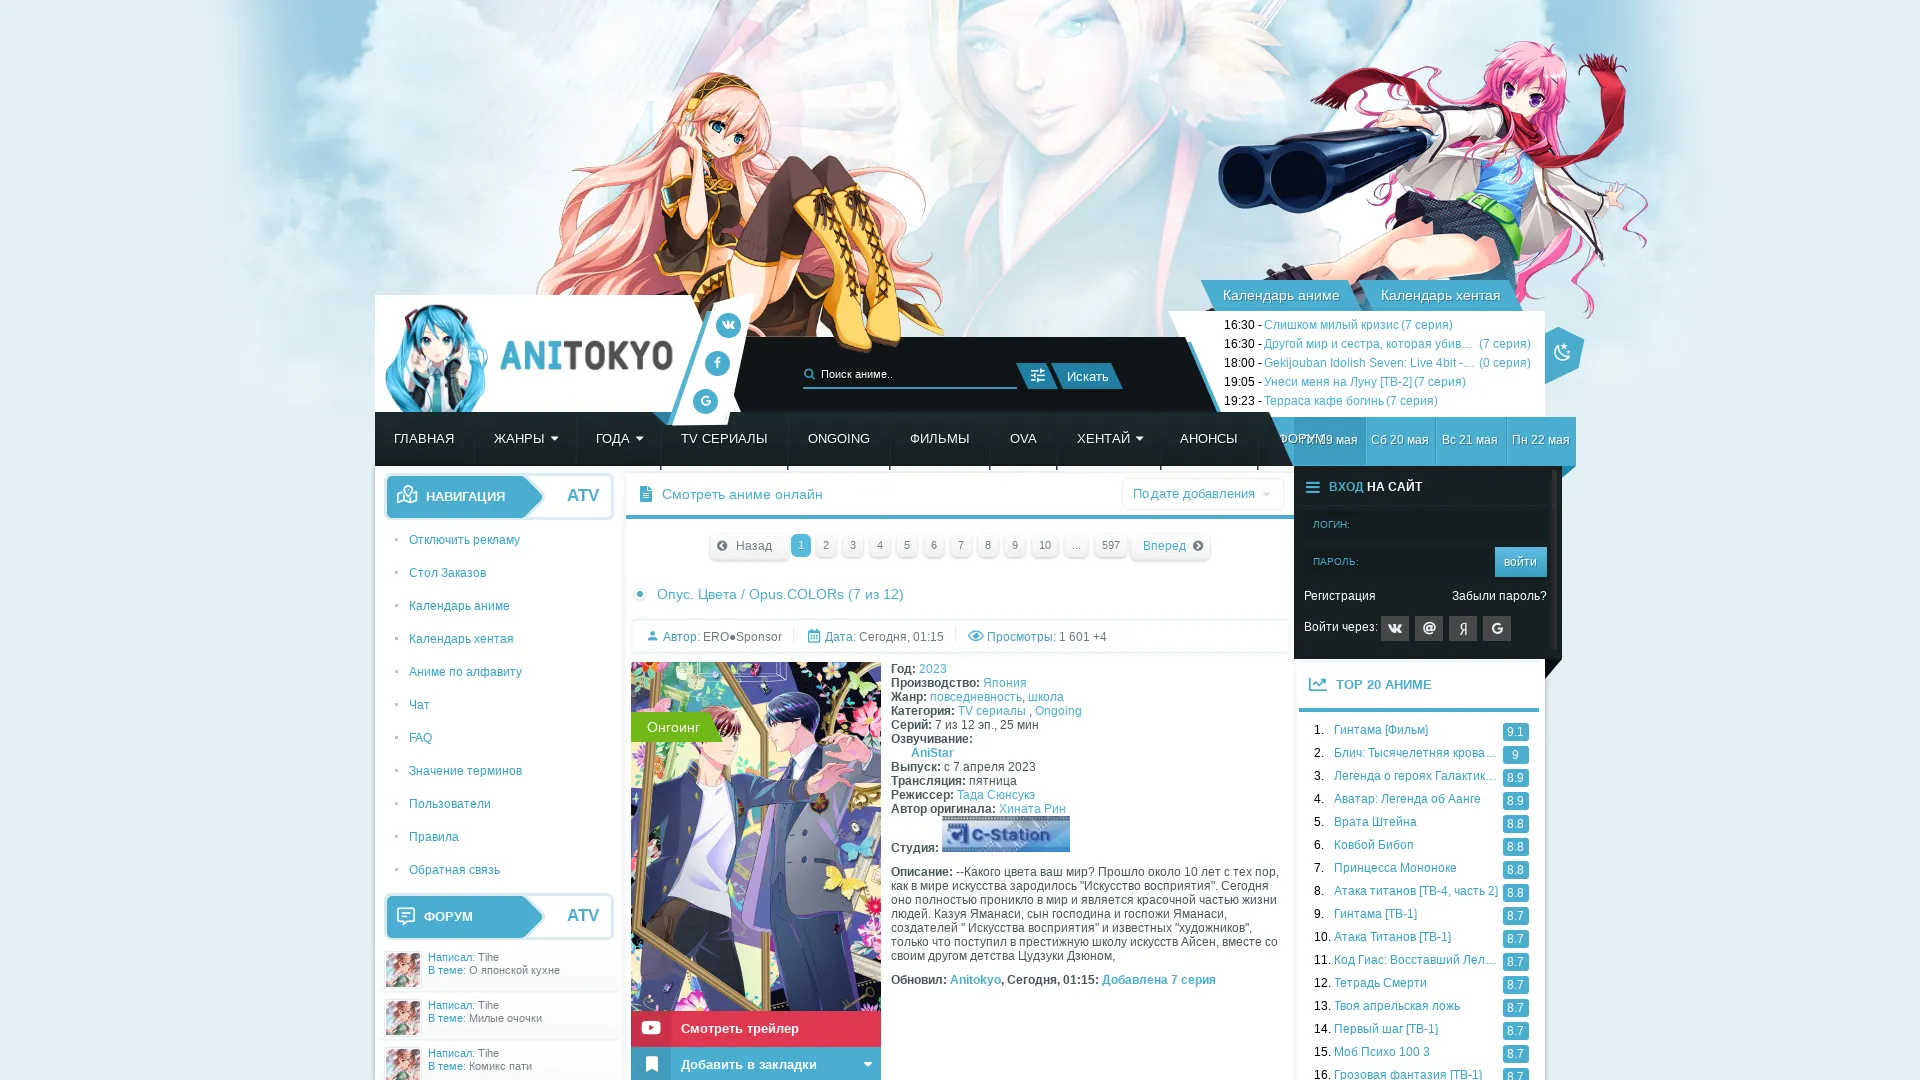 Календарь аниме
Календарь хентая
16:30 - Слишком милый кризис (7 серия)
16:30 - Другой мир и сестра, которая убив... (7 серия)
18:00 - Gekijouban Idolish Seven: Live 4bit -... (0 серия)
19:05 - Унеси меня на Луну [ТВ-2] (7 серия)
19:23 - Терраса кафе богинь (7 серия)
ANITOKYO
Поиск аниме..
Искать
ГЛАВНАЯ
ЖАНРЫ
ГОДА
TV СЕРИАЛЫ
ONGOING
ФИЛЬМЫ
OVA
ХЕНТАЙ
АНОНСЫ
ФОРУМ
19 мая
Сб 20 мая
Вс 21 мая
Пн 22 мая
НАВИГАЦИЯ
ATV
Отключить рекламу
Стол Заказов
Календарь аниме
Календарь хентая
Аниме по алфавиту
Чат
FAQ
Значение терминов
Пользователи
Правила
Обратная связь
ФОРУМ
ATV
Написал: Tihe
В теме: О японской кухне
Написал: Tihe
В теме: Милые очочки
Написал: Tihe
В теме: Комикс пати
Смотреть аниме онлайн
По дате добавления
Назад 1 2 3 4 5 6 7 8 9 10 ... 597 Вперед
Опус. Цвета / Opus.COLORs (7 из 12)
Автор: ERO●Sponsor
Дата: Сегодня, 01:15
Просмотры: 1 601 +4
Онгоинг
Смотреть трейлер
Добавить в закладки
Год: 2023
Производство: Япония
Жанр: повседневность, школа
Категория: TV сериалы , Ongoing
Серий: 7 из 12 эп., 25 мин
Озвучивание:
AniStar
Выпуск: с 7 апреля 2023
Трансляция: пятница
Режиссер: Тада Сюнсукэ
Автор оригинала: Хината Рин
Студия: C-Station
Описание: --Какого цвета ваш мир? Прошло около 10 лет с тех пор,
как в мире искусства зародилось "Искусство восприятия". Сегодня
оно полностью проникло в мир и является красочной частью жизни
людей. Казуя Яманаси, сын господина и госпожи Яманаси,
создателей " Искусства восприятия" и известных "художников",
только что поступил в престижную школу искусств Айсен, вместе со
своим другом детства Цудзуки Дзюном,
Обновил: Anitokyo, Сегодня, 01:15: Добавлена 7 серия
ВХОД НА САЙТ
ЛОГИН:
ПАРОЛЬ:
войти
Регистрация
Забыли пароль?
Войти через:
TOP 20 АНИМЕ
1. Гинтама [Фильм] 9.1
2. Блич: Тысячелетняя крова... 9
3. Легенда о героях Галактик... 8.9
4. Аватар: Легенда об Аанге 8.9
5. Врата Штейна 8.8
6. Ковбой Бибоп 8.8
7. Принцесса Мононоке 8.8
8. Атака титанов [ТВ-4, часть 2] 8.8
9. Гинтама [ТВ-1] 8.7
10. Атака Титанов [ТВ-1] 8.7
11. Код Гиас: Восставший Лел... 8.7
12. Тетрадь Смерти 8.7
13. Твоя апрельская ложь 8.7
14. Первый шаг [ТВ-1] 8.7
15. Моб Психо 100 3 8.7
16. Грозовая фантазия [ТВ-1] 8.7